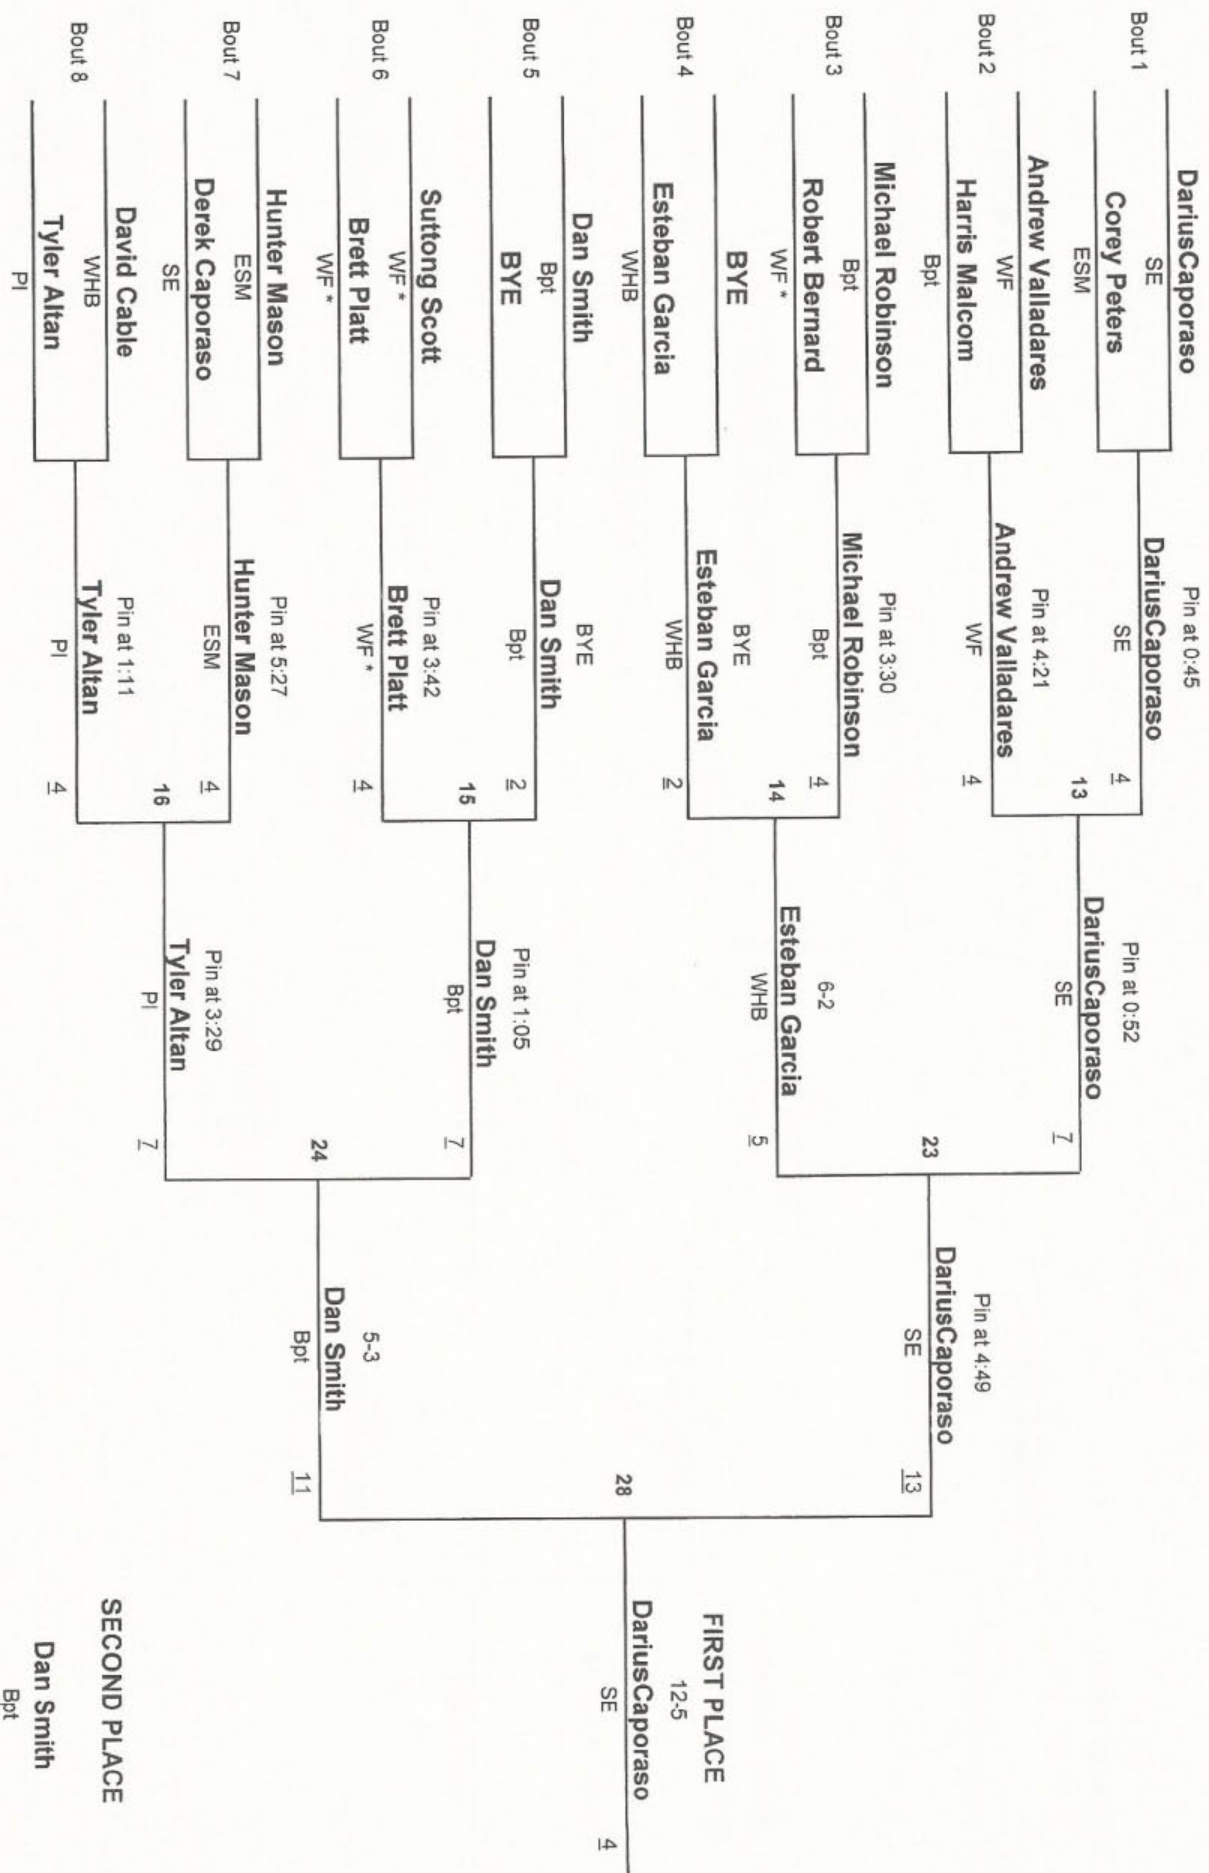 Bout 1
DariusCaporaso
SE
Corey Peters
ESM
Bout 2
Andrew Valladares
WF
Harris Malcom
Bpt
Bout 3
Michael Robinson
Bpt
Robert Bernard
WF *
Bout 4
BYE
Esteban Garcia
WHB
Bout 5
Dan Smith
Bpt
BYE
Bout 6
Suttong Scott
WF *
Brett Platt
WF *
Bout 7
Hunter Mason
ESM
Derek Caporaso
SE
Bout 8
David Cable
WHB
Tyler Altan
PI
Pin at 0:45
DariusCaporaso
SE
4
13
Pin at 4:21
Andrew Valladares
WF
4
Pin at 3:30
Michael Robinson
Bpt
4
14
BYE
Esteban Garcia
WHB
2
BYE
Dan Smith
Bpt
2
15
Pin at 3:42
Brett Platt
WF *
4
Pin at 5:27
Hunter Mason
ESM
4
16
Pin at 1:11
Tyler Altan
PI
4
Pin at 0:52
DariusCaporaso
SE
7
23
6-2
Esteban Garcia
WHB
5
Pin at 1:05
Dan Smith
Bpt
7
24
Pin at 3:29
Tyler Altan
PI
7
Pin at 4:49
DariusCaporaso
SE
13
28
5-3
Dan Smith
Bpt
11
FIRST PLACE
12-5
DariusCaporaso
SE
4
SECOND PLACE
Dan Smith
Bpt